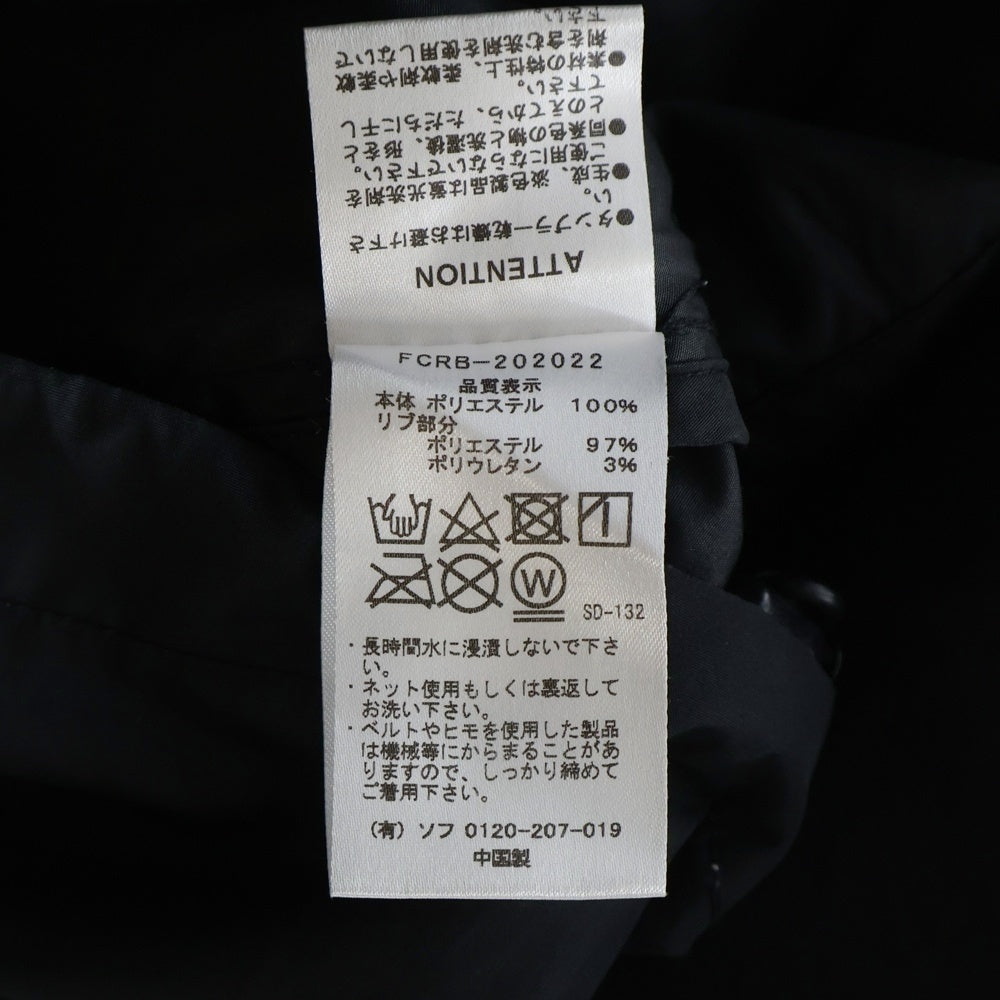 ATTENTION
●タンブラー乾燥はお避け下さ
い。
●生成、淡色製品は蛍光洗剤を
ご使用にならないで下さい。
●同系色の物と洗濯後、形をと
とのえてから、ただちに干し
て下さい。
●素材の特性上、柔軟剤や柔軟
剤を含む洗剤を使用しないで
下さい。
FCRB-202022
品質表示
本体 ポリエステル 100%
リブ部分
ポリエステル 97%
ポリウレタン 3%
W
SD-132
・長時間水に浸漬しないで下さ
い。
・ネット使用もしくは裏返して
お洗い下さい。
・ベルトやヒモを使用した製品
は機械等にからまることがあ
りますので、しっかり締めて
ご着用下さい。
(有) ソフ 0120-207-019
中国製